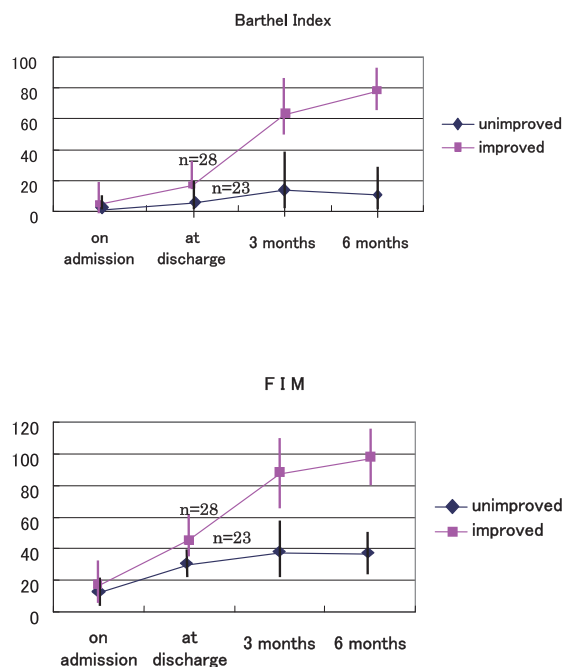 Barthel Index
100
80
60
40
20
0
n=28
n=23
on admission
at discharge
3 months
6 months
unimproved
improved
F I M
120
100
80
60
40
20
0
n=28
n=23
on admission
at discharge
3 months
6 months
unimproved
improved